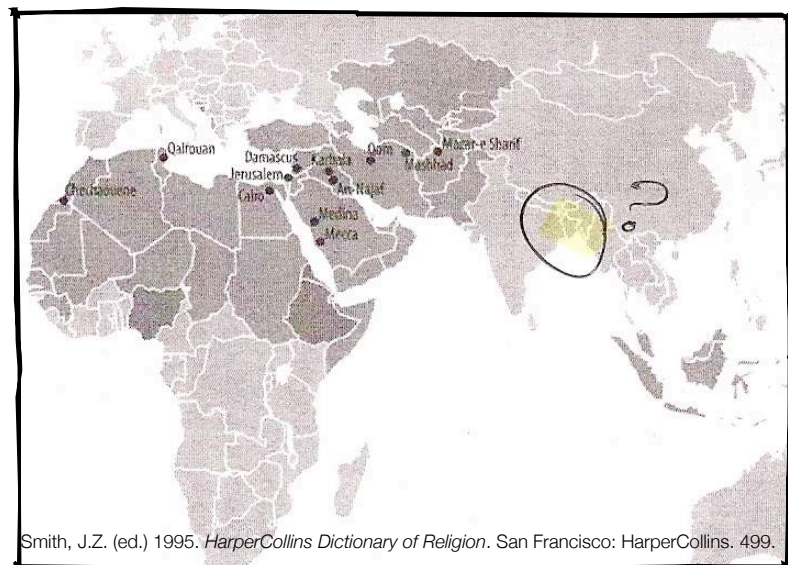 Qairouan
Mazar-e Sharif
Damascus
Karbala
Qom
Mashhad
Jerusalem
An-Najaf
Chechaouene
Cairo
Medina
Mecca
?
Smith, J.Z. (ed.) 1995. HarperCollins Dictionary of Religion. San Francisco: HarperCollins. 499.